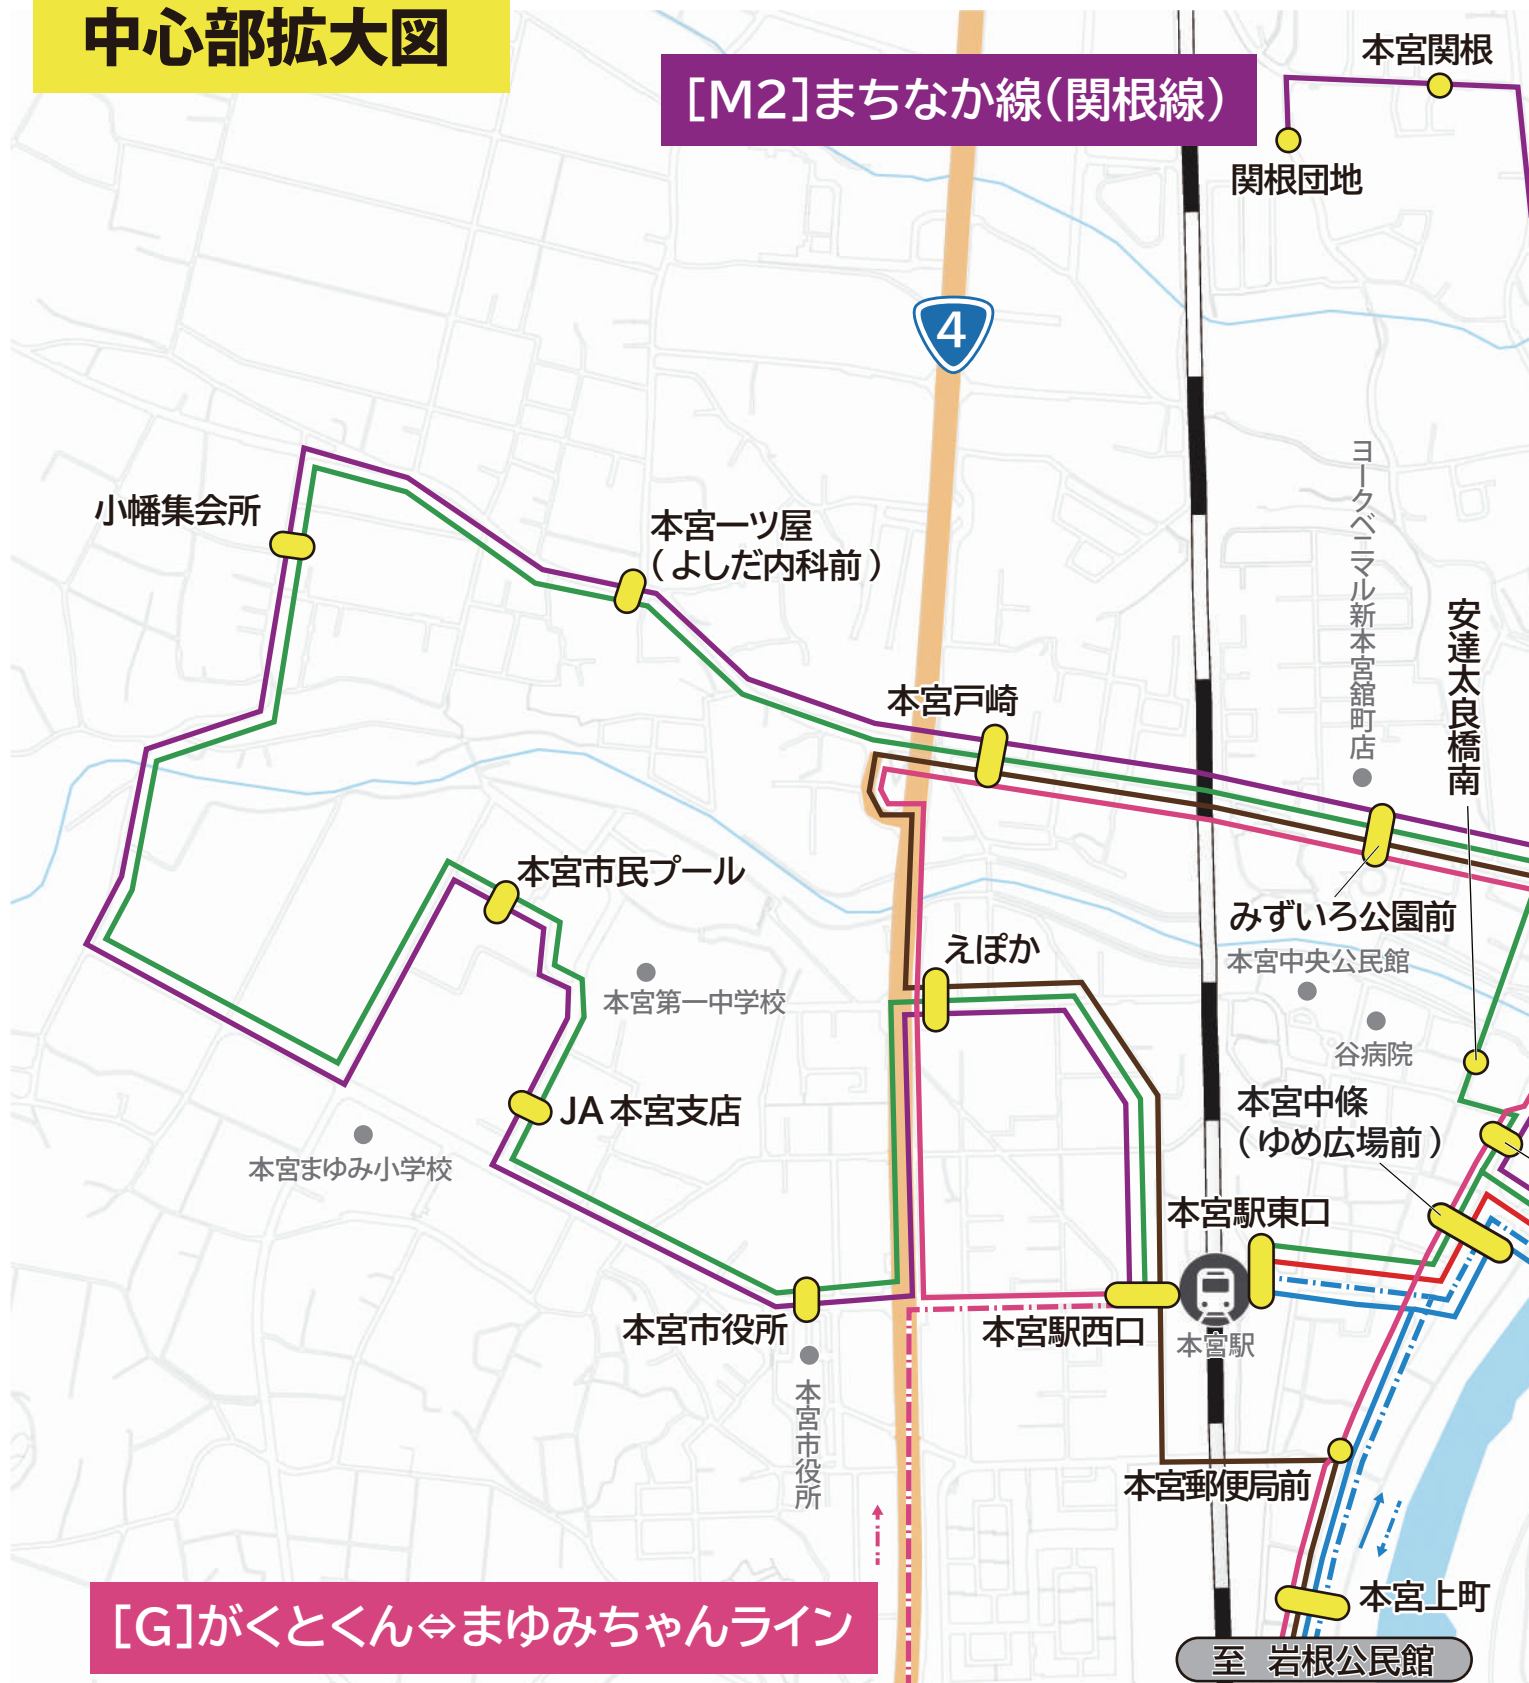 中心部拡大図
[M2]まちなか線(関根線)
本宮関根
関根団地
4
ヨークベニマル新本宮舘町店
小幡集会所
本宮一ツ屋
(よしだ内科前)
安達太良橋南
本宮戸崎
本宮市民プール
みずいろ公園前
えぽか
本宮中央公民館
本宮第一中学校
谷病院
本宮中條
(ゆめ広場前)
JA本宮支店
本宮まゆみ小学校
本宮駅東口
本宮市役所
本宮駅西口
本宮駅
本宮市役所
本宮郵便局前
本宮上町
[G]がくとくん⇔まゆみちゃんライン
至 岩根公民館